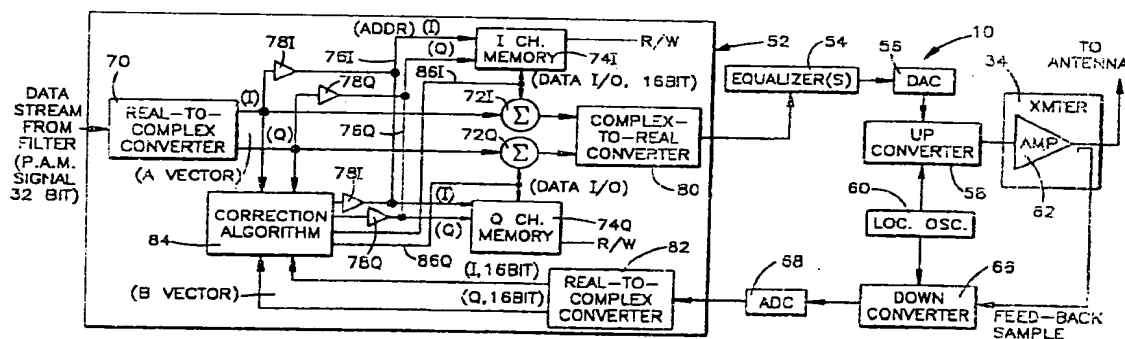 DATA
STREAM
FROM
FILTER
(P.A.M.
SIGNAL
32 BIT)
70
REAL-TO-
COMPLEX
CONVERTER
(I)
(Q)
(A VECTOR)
78I
(ADDR) (I)
76I
(Q)
86I
78Q
76Q
I CH.
MEMORY
R/W
74I
(DATA I/O, 16BIT)
72I
Σ
72Q
Σ
(DATA I/O)
COMPLEX-
TO-REAL
CONVERTER
80
52
54
EQUALIZER(S)
DAC
10
34
TO
ANTENNA
XMTER
AMP
62
UP
CONVERTER
60
LOC. OSC.
66
DOWN
CONVERTER
FEED-BACK
SAMPLE
68
ADC
82
REAL-TO-
COMPLEX
CONVERTER
(I, 16BIT)
(Q, 16BIT)
(B VECTOR)
84
CORRECTION
ALGORITHM
78I
78Q
86Q
(I)
(Q)
Q CH.
MEMORY
74Q
R/W